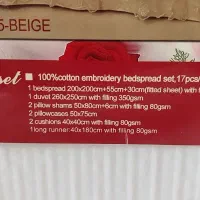 5-BEIGE
set
100%cotton embroidery bedspread set,17pcs/
1 bedspread 200x200cm+55cm+30cm(fitted sheet) with
1 duvet 260x250cm with filling 350gsm
2 pillow shams 50x80cm+6cm with filling 80gsm
2 pillowcases 50x75cm
2 cushions 40x40cm with filling 80gsm
1long runner 40x180cm with filling 80gsm